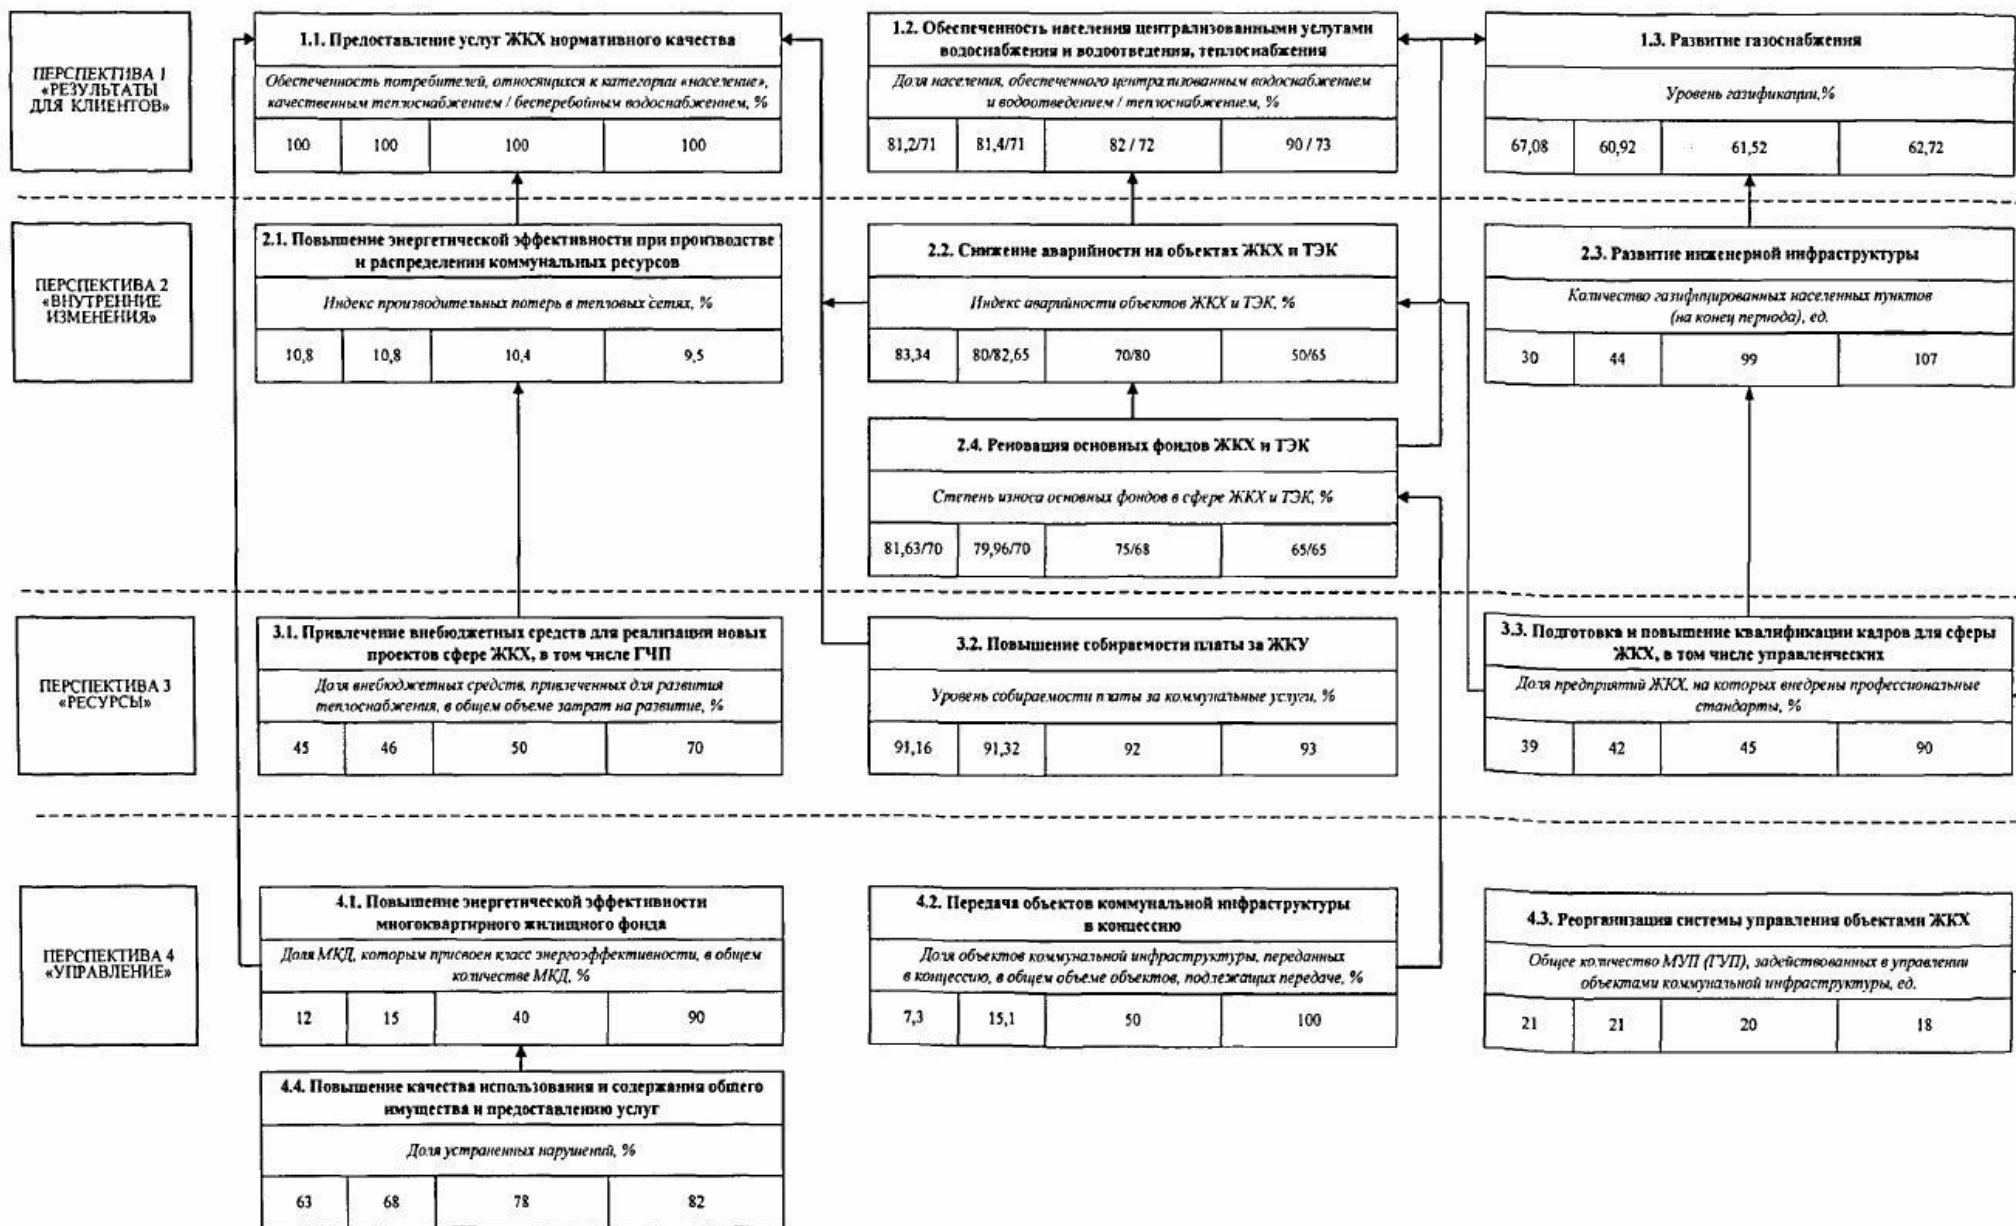 ПЕРСПЕКТИВА 1
«РЕЗУЛЬТАТЫ
ДЛЯ КЛИЕНТОВ»
1.1. Предоставление услуг ЖКХ нормативного качества
Обеспеченность потребителей, относящихся к категории «население»,
качественным теплоснабжением / бесперебойным водоснабжением, %
100 100 100 100
1.2. Обеспеченность населения централизованными услугами
водоснабжения и водоотведения, теплоснабжения
Доля населения, обеспеченного централизованным водоснабжением
и водоотведением / теплоснабжением, %
81,2/71 81,4/71 82 / 72 90 / 73
1.3. Развитие газоснабжения
Уровень газификации,%
67,08 60,92 61,52 62,72
ПЕРСПЕКТИВА 2
«ВНУТРЕННИЕ
ИЗМЕНЕНИЯ»
2.1. Повышение энергетической эффективности при производстве
и распределении коммунальных ресурсов
Индекс производительных потерь в тепловых сетях, %
10,8 10,8 10,4 9,5
2.2. Снижение аварийности на объектах ЖКХ и ТЭК
Индекс аварийности объектов ЖКХ и ТЭК, %
83,34 80/82,65 70/80 50/65
2.3. Развитие инженерной инфраструктуры
Количество газифицированных населенных пунктов
(на конец периода), ед.
30 44 99 107
2.4. Реновация основных фондов ЖКХ и ТЭК
Степень износа основных фондов в сфере ЖКХ и ТЭК, %
81,63/70 79,96/70 75/68 65/65
ПЕРСПЕКТИВА 3
«РЕСУРСЫ»
3.1. Привлечение внебюджетных средств для реализации новых
проектов сфере ЖКХ, в том числе ГЧП
Доля внебюджетных средств, привлеченных для развития
теплоснабжения, в общем объеме затрат на развитие, %
45 46 50 70
3.2. Повышение собираемости платы за ЖКУ
Уровень собираемости платы за коммунальные услуги, %
91,16 91,32 92 93
3.3. Подготовка и повышение квалификации кадров для сферы
ЖКХ, в том числе управленческих
Доля предприятий ЖКХ, на которых внедрены профессиональные
стандарты, %
39 42 45 90
ПЕРСПЕКТИВА 4
«УПРАВЛЕНИЕ»
4.1. Повышение энергетической эффективности
многоквартирного жилищного фонда
Доля МКД, которым присвоен класс энергоэффективности, в общем
количестве МКД, %
12 15 40 90
4.2. Передача объектов коммунальной инфраструктуры
в концессию
Доля объектов коммунальной инфраструктуры, переданных
в концессию, в общем объеме объектов, подлежащих передаче, %
7,3 15,1 50 100
4.3. Реорганизация системы управления объектами ЖКХ
Общее количество МУП (ГУП), задействованных в управлении
объектами коммунальной инфраструктуры, ед.
21 21 20 18
4.4. Повышение качества использования и содержания общего
имущества и предоставлению услуг
Доля устраненных нарушений, %
63 68 78 82